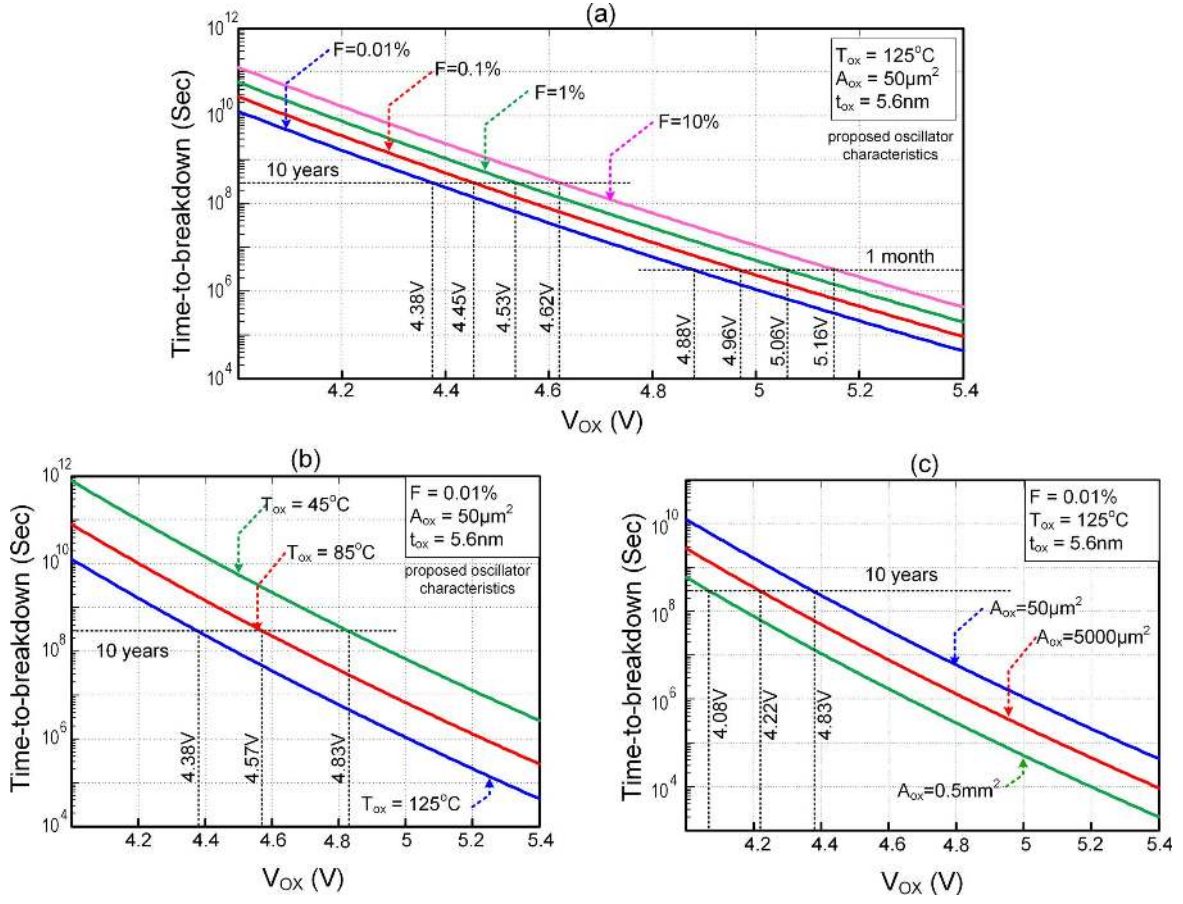 (a)
Time-to-breakdown (Sec)
10^12
10^10
10^8
10^6
10^4
F=0.01%
F=0.1%
F=1%
F=10%
T_ox = 125°C
A_ox = 50µm²
t_ox = 5.6nm
proposed oscillator
characteristics
10 years
1 month
4.38V
4.45V
4.53V
4.62V
4.88V
4.96V
5.06V
5.16V
4.2 4.4 4.6 4.8 5 5.2 5.4
V_OX (V)
(b)
Time-to-breakdown (Sec)
10^12
10^10
10^8
10^6
10^4
T_ox = 45°C
T_ox = 85°C
F = 0.01%
A_ox = 50µm²
t_ox = 5.6nm
proposed oscillator
characteristics
10 years
4.38V
4.57V
4.83V
T_ox = 125°C
4.2 4.4 4.6 4.8 5 5.2 5.4
V_OX (V)
(c)
Time-to-breakdown (Sec)
10^12
10^10
10^8
10^6
10^4
F = 0.01%
T_ox = 125°C
t_ox = 5.6nm
10 years
A_ox=50µm²
A_ox=5000µm²
4.08V
4.22V
4.83V
A_ox=0.5mm²
4.2 4.4 4.6 4.8 5 5.2 5.4
V_OX (V)